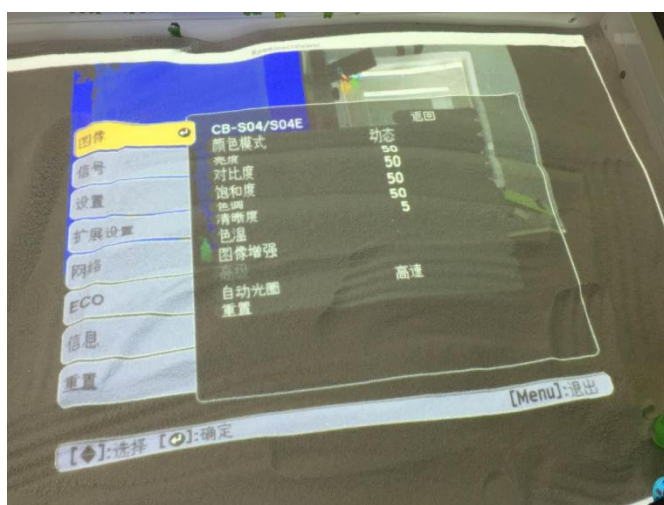 图像
信号
设置
扩展设置
网络
ECO
信息
重置
CB-S04/S04E
返回
颜色模式 动态
亮度 50
对比度 50
饱和度 50
色调 50
清晰度 5
色温
图像增强
高级
自动光圈 高速
重置
[Menu]:退出
[◆]:选择 [↵]:确定